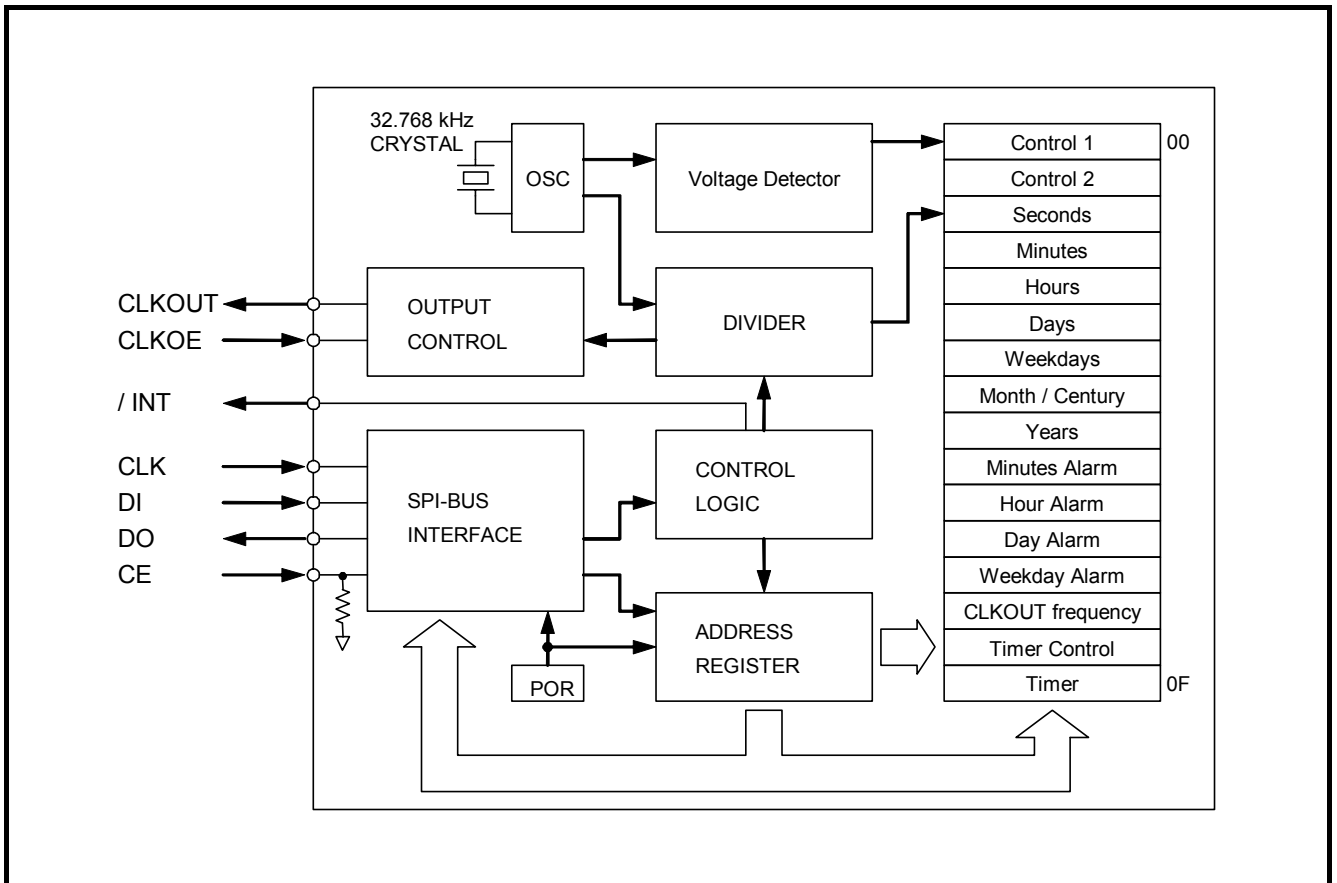 32.768 kHz
CRYSTAL
OSC
Voltage Detector
CLKOUT
CLKOE
/ INT
CLK
DI
DO
CE
OUTPUT
CONTROL
DIVIDER
SPI-BUS
INTERFACE
CONTROL
LOGIC
POR
ADDRESS
REGISTER
Control 1
00
Control 2
Seconds
Minutes
Hours
Days
Weekdays
Month / Century
Years
Minutes Alarm
Hour Alarm
Day Alarm
Weekday Alarm
CLKOUT frequency
Timer Control
Timer
0F